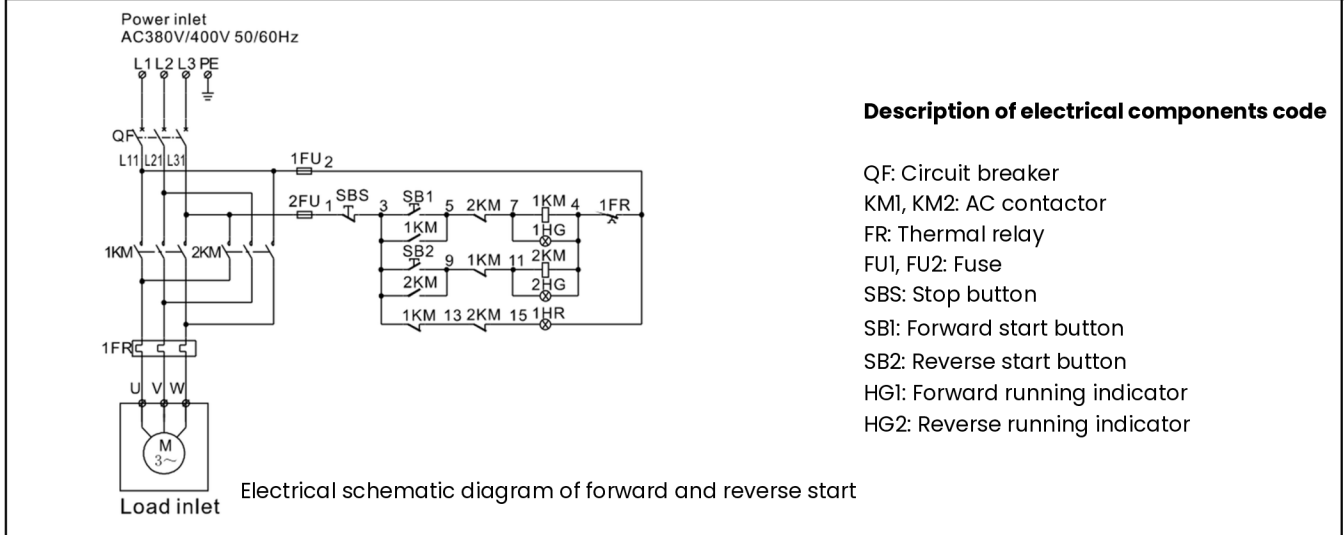 Power inlet
AC380V/400V 50/60Hz
L1 L2 L3 PE
QF
L11 L21 L31
1FU 2
2FU 1 SBS 3 SB1 5 2KM 7 1KM 4 1FR
1KM 1HG
1KM 2KM
SB2 9 1KM 11 2KM
2KM 2HG
1KM 13 2KM 15 1HR
1FR
U V W
M
3~
Load inlet
Electrical schematic diagram of forward and reverse start
Description of electrical components code
QF: Circuit breaker
KM1, KM2: AC contactor
FR: Thermal relay
FU1, FU2: Fuse
SBS: Stop button
SB1: Forward start button
SB2: Reverse start button
HG1: Forward running indicator
HG2: Reverse running indicator